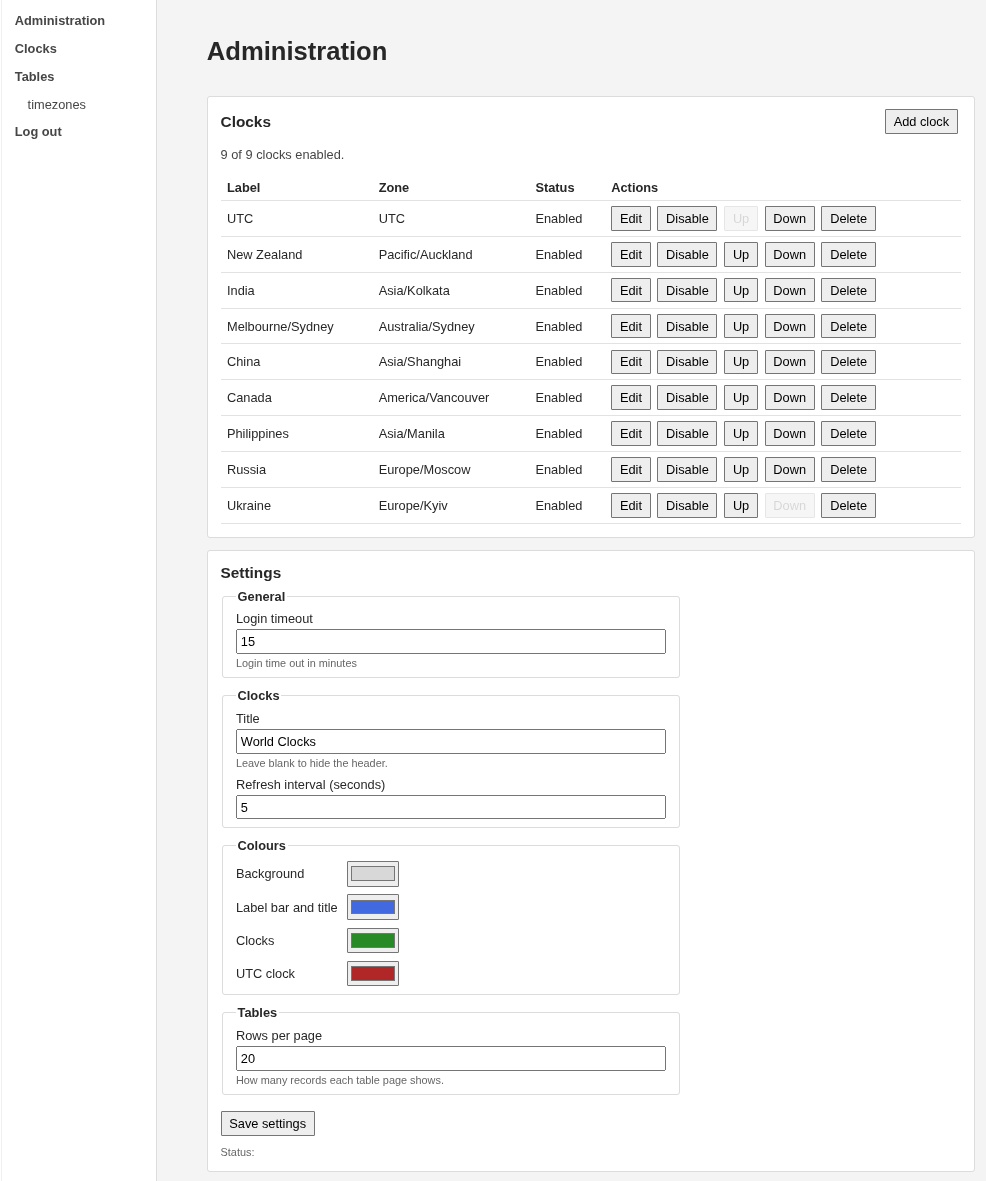 Administration
Clocks
Tables
timezones
Log out
Administration
Clocks
Add clock
9 of 9 clocks enabled.
Label Zone Status Actions
UTC UTC Enabled Edit Disable Up Down Delete
New Zealand Pacific/Auckland Enabled Edit Disable Up Down Delete
India Asia/Kolkata Enabled Edit Disable Up Down Delete
Melbourne/Sydney Australia/Sydney Enabled Edit Disable Up Down Delete
China Asia/Shanghai Enabled Edit Disable Up Down Delete
Canada America/Vancouver Enabled Edit Disable Up Down Delete
Philippines Asia/Manila Enabled Edit Disable Up Down Delete
Russia Europe/Moscow Enabled Edit Disable Up Down Delete
Ukraine Europe/Kyiv Enabled Edit Disable Up Down Delete
Settings
General
Login timeout
15
Login time out in minutes
Clocks
Title
World Clocks
Leave blank to hide the header.
Refresh interval (seconds)
5
Colours
Background
Label bar and title
Clocks
UTC clock
Tables
Rows per page
20
How many records each table page shows.
Save settings
Status: